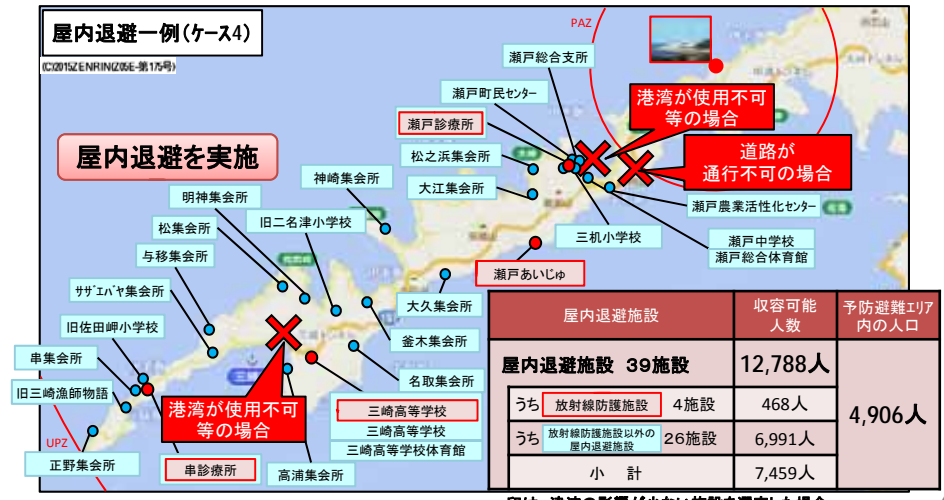 屋内退避一例(ケース4)
(C)2015ZENRIN(Z05E-第175号)
PAZ
瀬戸総合支所
瀬戸町民センター
瀬戸診療所
港湾が使用不可
等の場合
屋内退避を実施
松之浜集会所
道路が
通行不可の場合
神崎集会所
大江集会所
明神集会所
瀬戸農業活性化センター
旧二名津小学校
松集会所
三机小学校
瀬戸中学校
瀬戸総合体育館
与侈集会所
瀬戸あいじゅ
ササ゛エハ゛ヤ集会所
大久集会所
旧佐田岬小学校
釜木集会所
串集会所
名取集会所
旧三崎漁師物語
港湾が使用不可
等の場合
三崎高等学校
三崎高等学校
三崎高等学校体育館
UPZ
正野集会所
串診療所
高浦集会所
屋内退避施設
収容可能
人数
予防避難エリア
内の人口
屋内退避施設 39施設
12,788人
4,906人
うち 放射線防護施設 4施設
468人
うち 放射線防護施設以外の
屋内退避施設 26施設
6,991人
小 計
7,459人